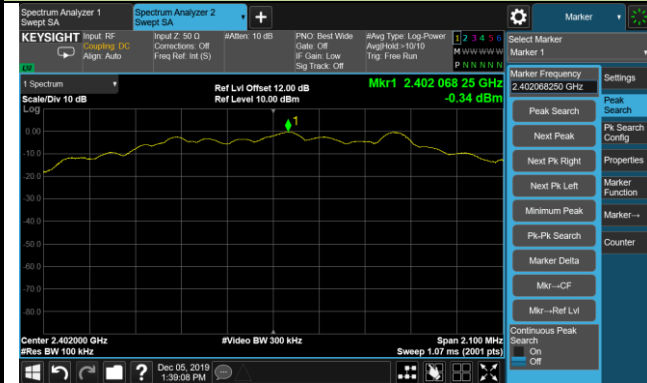 Spectrum Analyzer 1
Swept SA
Spectrum Analyzer 2
Swept SA
+
Marker
KEYSIGHT
Input: RF
Coupling: DC
Align: Auto
Input Z: 50 Ω
Corrections: Off
Freq Ref: Int (S)
#Atten: 10 dB
PNO: Best Wide
Gate: Off
IF Gain: Low
Sig Track: Off
#Avg Type: Log-Power
Avg|Hold:>10/10
Trig: Free Run
1 2 3 4 5 6
M W W W W W
P N N N N N
LXI
1 Spectrum
Scale/Div 10 dB
Log
Ref Lvl Offset 12.00 dB
Ref Level 10.00 dBm
Mkr1 2.402 068 25 GHz
-0.34 dBm
1
0.00
-10.0
-20.0
-30.0
-40.0
-50.0
-60.0
-70.0
-80.0
Center 2.402000 GHz
#Res BW 100 kHz
#Video BW 300 kHz
Span 2.100 MHz
Sweep 1.07 ms (2001 pts)
Dec 05, 2019
1:39:08 PM
Select Marker
Marker 1
Marker Frequency
2.402068250 GHz
Peak Search
Next Peak
Next Pk Right
Next Pk Left
Minimum Peak
Pk-Pk Search
Marker Delta
Mkr→CF
Mkr→Ref Lvl
Continuous Peak
Search
On
Off
Settings
Peak
Search
Pk Search
Config
Properties
Marker
Function
Marker→
Counter